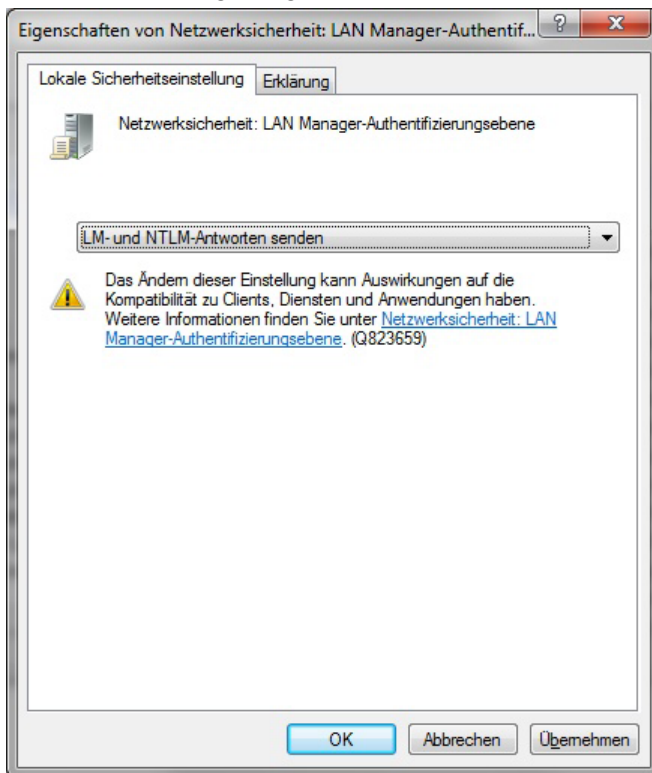 Eigenschaften von Netzwerksicherheit: LAN Manager-Authentif...
Lokale Sicherheitseinstellung
Erklärung
Netzwerksicherheit: LAN Manager-Authentifizierungsebene
LM- und NTLM-Antworten senden
Das Ändern dieser Einstellung kann Auswirkungen auf die
Kompatibilität zu Clients, Diensten und Anwendungen haben.
Weitere Informationen finden Sie unter Netzwerksicherheit: LAN
Manager-Authentifizierungsebene. (Q823659)
OK
Abbrechen
Übernehmen